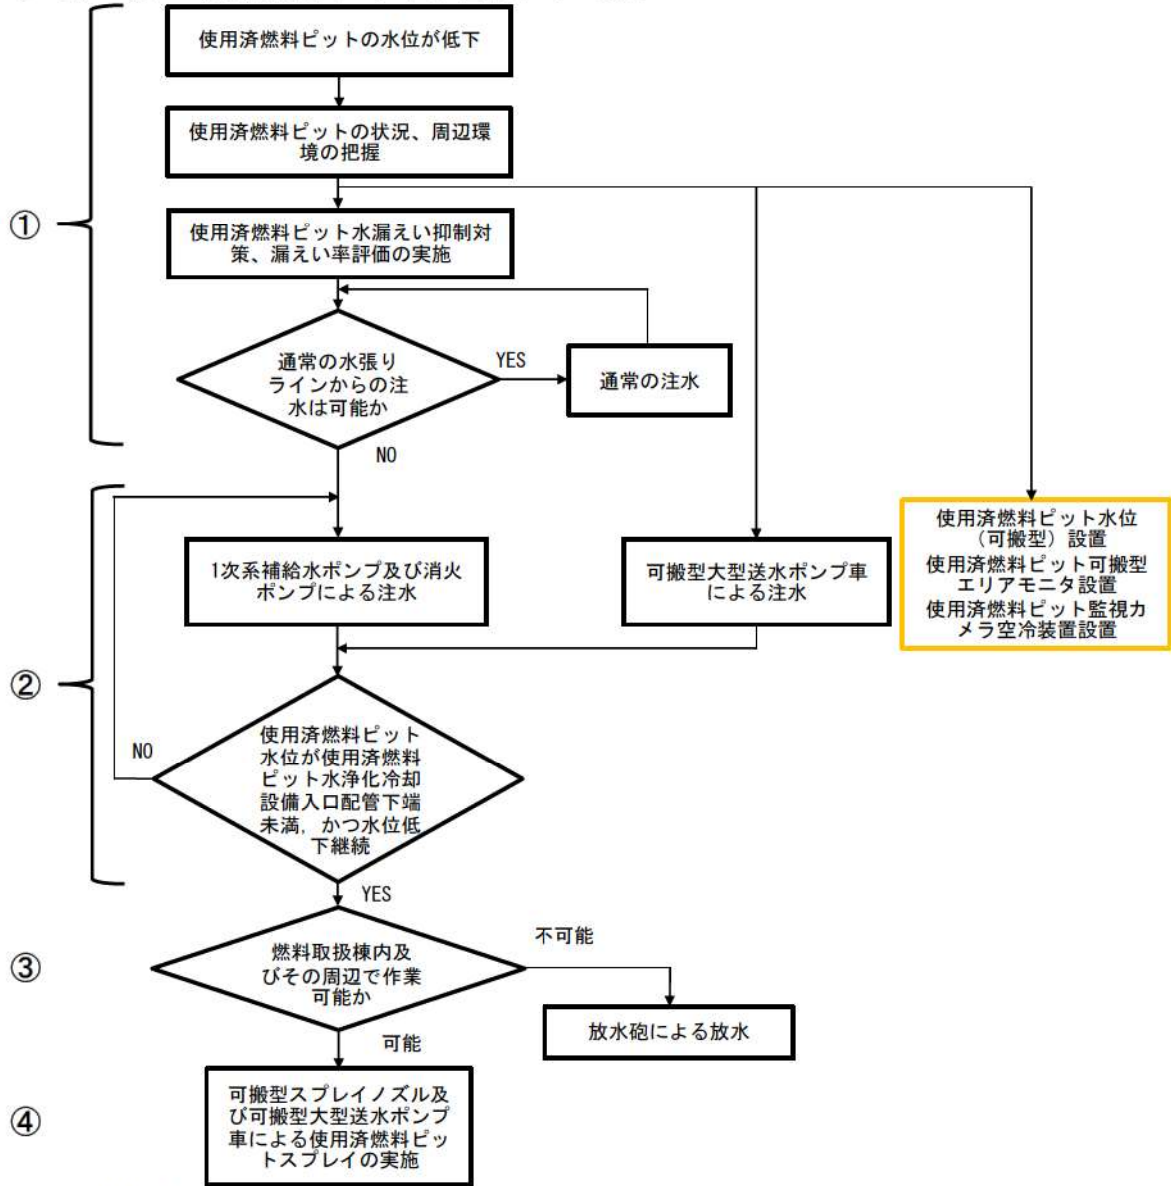 使用済燃料ピットの水位が低下
使用済燃料ピットの状況、周辺環
境の把握
①
使用済燃料ピット水漏えい抑制対
策、漏えい率評価の実施
通常の水張り
ラインからの注
水は可能か
YES
通常の注水
NO
②
1次系補給水ポンプ及び消火
ポンプによる注水
可搬型大型送水ポンプ車
による注水
使用済燃料ピット水位
（可搬型）設置
使用済燃料ピット可搬型
エリアモニタ設置
使用済燃料ピット監視カ
メラ空冷装置設置
使用済燃料ピット
水位が使用済燃料
ピット水浄化冷却
設備入口配管下端
未満，かつ水位低
下継続
NO
YES
③
燃料取扱棟内及
びその周辺で作業
可能か
不可能
放水砲による放水
可能
④
可搬型スプレイノズル及
び可搬型大型送水ポンプ
車による使用済燃料ピッ
トスプレイの実施